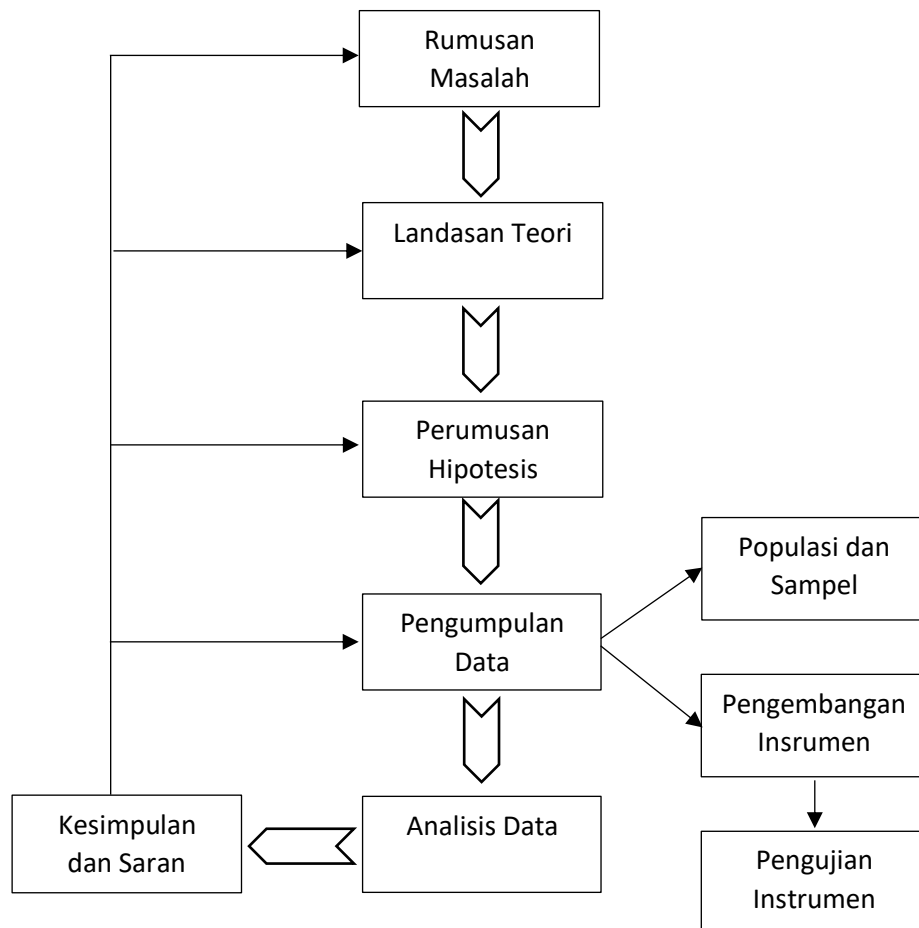 Rumusan
Masalah
Landasan Teori
Perumusan
Hipotesis
Populasi dan
Sampel
Pengumpulan
Data
Pengembangan
Insrumen
Analisis Data
Kesimpulan
dan Saran
Pengujian
Instrumen